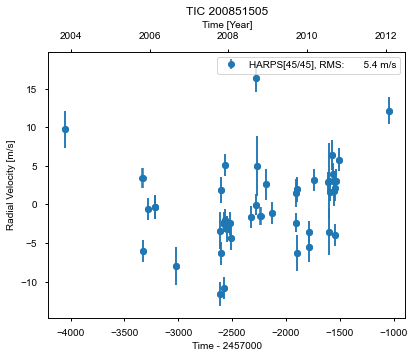 TIC 200851505
Time [Year]
2004 2006 2008 2010 2012
HARPS[45/45], RMS: 5.4 m/s
Radial Velocity [m/s]
15
10
5
0
−5
−10
−4000 −3500 −3000 −2500 −2000 −1500 −1000
Time - 2457000